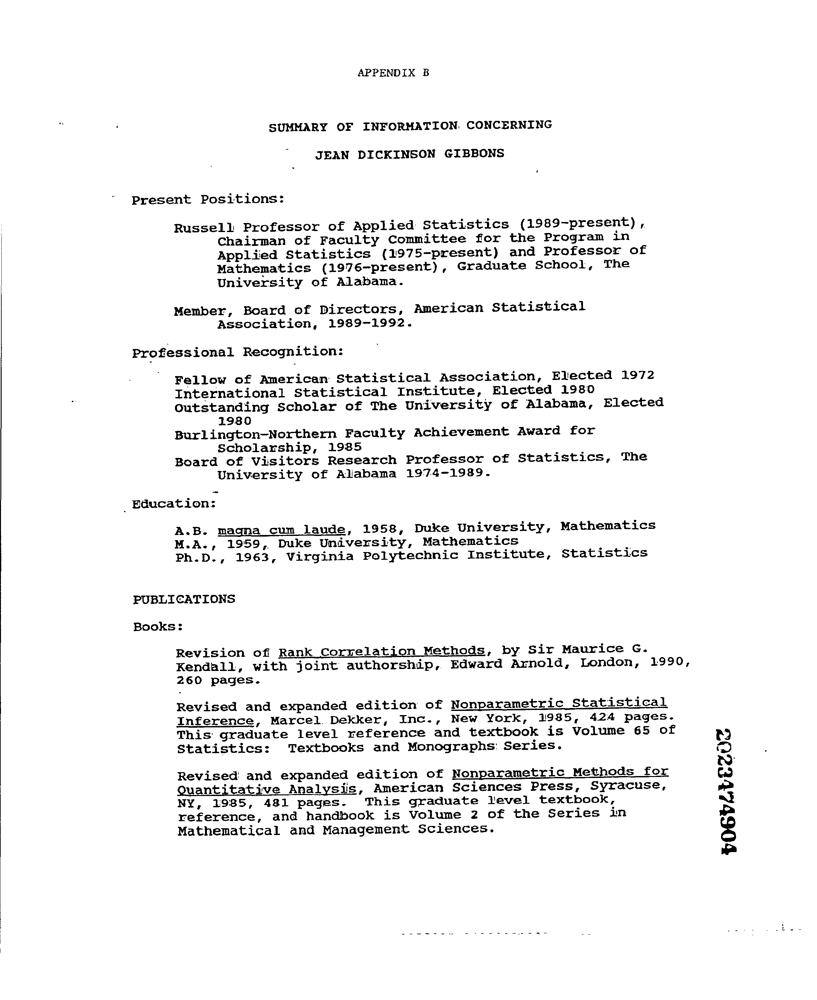 APPENDIX B
SUMMARY OF INFORMATION CONCERNING
JEAN DICKINSON GIBBONS
Present Positions:
Russell Professor of Applied Statistics (1989-present),
Chairman of Faculty Committee for the Program in
Applied Statistics (1975-present) and Professor of
Mathematics (1976-present), Graduate School, The
University of Alabama.
Member, Board of Directors, American Statistical
Association, 1989-1992.
Professional Recognition:
Fellow of American Statistical Association, Elected 1972
International Statistical Institute, Elected 1980
Outstanding Scholar of The University of Alabama, Elected
1980
Burlington-Northern Faculty Achievement Award for
Scholarship, 1985
Board of Visitors Research Professor of Statistics, The
University of Alabama 1974-1989.
Education:
A.B. magna cum laude, 1958, Duke University, Mathematics
M.A., 1959, Duke University, Mathematics
Ph.D., 1963, Virginia Polytechnic Institute, Statistics
PUBLICATIONS
Books:
Revision of Rank Correlation Methods, by Sir Maurice G.
Kendall, with joint authorship, Edward Arnold, London, 1990,
260 pages.
Revised and expanded edition of Nonparametric Statistical
Inference, Marcel Dekker, Inc., New York, 1985, 424 pages.
This graduate level reference and textbook is Volume 65 of
Statistics: Textbooks and Monographs Series.
Revised and expanded edition of Nonparametric Methods for
Quantitative Analysis, American Sciences Press, Syracuse,
NY, 1985, 481 pages. This graduate level textbook,
reference, and handbook is Volume 2 of the Series in
Mathematical and Management Sciences.
2023474904